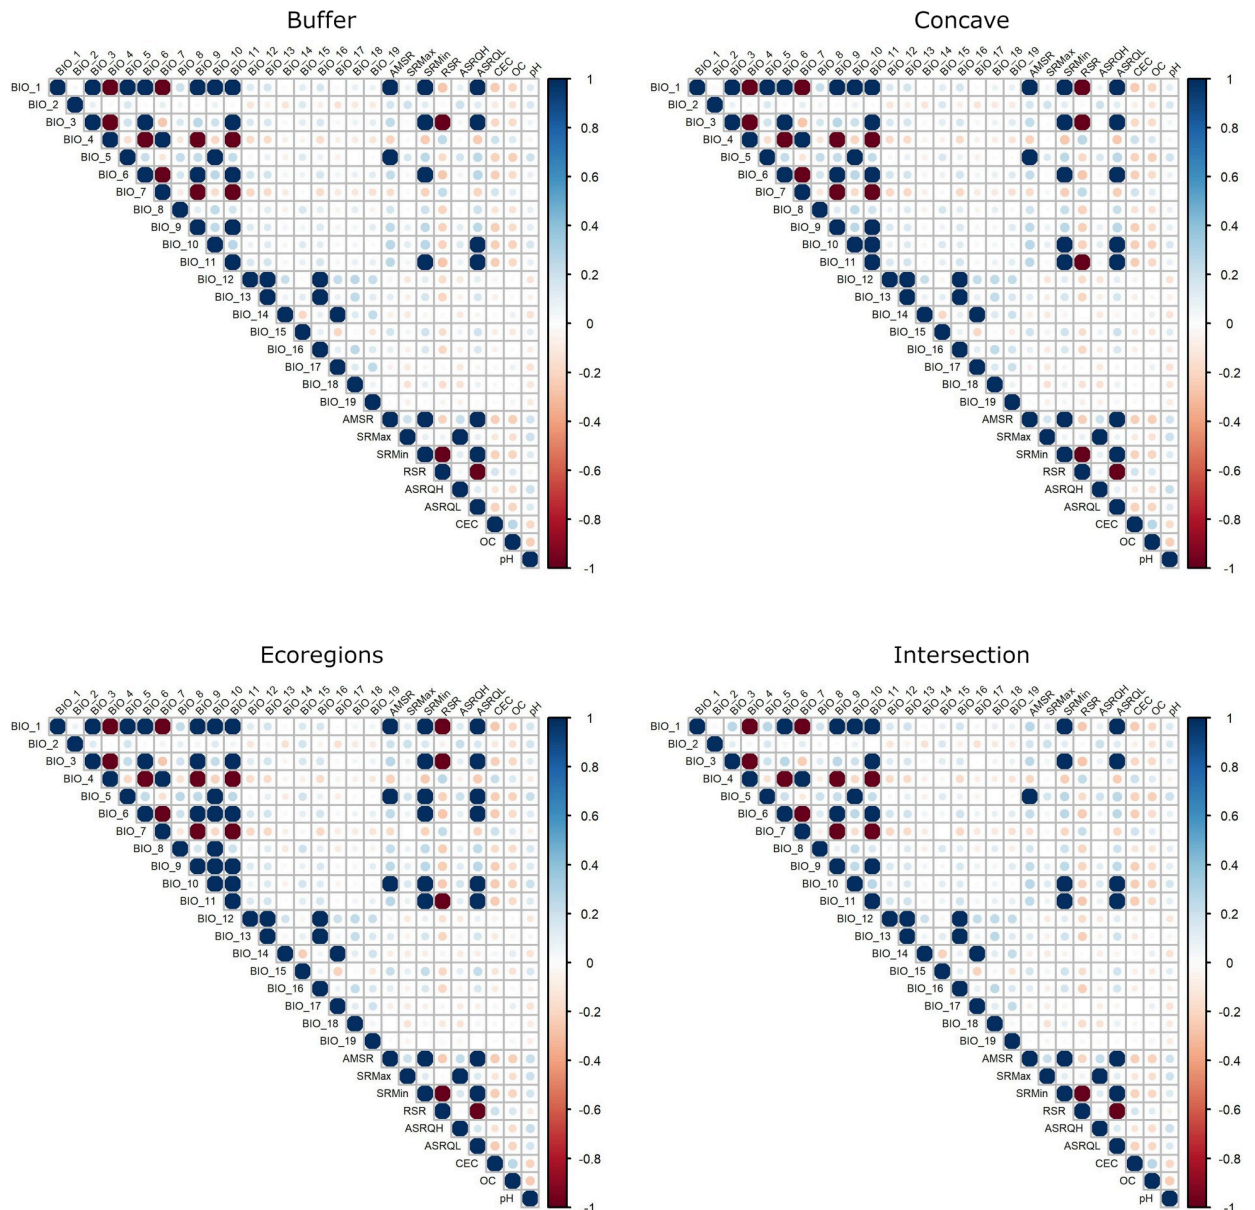 Buffer
BIO_1 BIO_2 BIO_3 BIO_4 BIO_5 BIO_6 BIO_7 BIO_8 BIO_9 BIO_10 BIO_11 BIO_12 BIO_13 BIO_14 BIO_15 BIO_16 BIO_17 BIO_18 BIO_19 AMSR SRMax SRMin RSR ASRQH ASRQL CEC OC pH
BIO_1
BIO_2
BIO_3
BIO_4
BIO_5
BIO_6
BIO_7
BIO_8
BIO_9
BIO_10
BIO_11
BIO_12
BIO_13
BIO_14
BIO_15
BIO_16
BIO_17
BIO_18
BIO_19
AMSR
SRMax
SRMin
RSR
ASRQH
ASRQL
CEC
OC
pH
1
0.8
0.6
0.4
0.2
0
-0.2
-0.4
-0.6
-0.8
-1
Concave
BIO_1 BIO_2 BIO_3 BIO_4 BIO_5 BIO_6 BIO_7 BIO_8 BIO_9 BIO_10 BIO_11 BIO_12 BIO_13 BIO_14 BIO_15 BIO_16 BIO_17 BIO_18 BIO_19 AMSR SRMax SRMin RSR ASRQH ASRQL CEC OC pH
BIO_1
BIO_2
BIO_3
BIO_4
BIO_5
BIO_6
BIO_7
BIO_8
BIO_9
BIO_10
BIO_11
BIO_12
BIO_13
BIO_14
BIO_15
BIO_16
BIO_17
BIO_18
BIO_19
AMSR
SRMax
SRMin
RSR
ASRQH
ASRQL
CEC
OC
pH
1
0.8
0.6
0.4
0.2
0
-0.2
-0.4
-0.6
-0.8
-1
Ecoregions
BIO_1 BIO_2 BIO_3 BIO_4 BIO_5 BIO_6 BIO_7 BIO_8 BIO_9 BIO_10 BIO_11 BIO_12 BIO_13 BIO_14 BIO_15 BIO_16 BIO_17 BIO_18 BIO_19 AMSR SRMax SRMin RSR ASRQH ASRQL CEC OC pH
BIO_1
BIO_2
BIO_3
BIO_4
BIO_5
BIO_6
BIO_7
BIO_8
BIO_9
BIO_10
BIO_11
BIO_12
BIO_13
BIO_14
BIO_15
BIO_16
BIO_17
BIO_18
BIO_19
AMSR
SRMax
SRMin
RSR
ASRQH
ASRQL
CEC
OC
pH
1
0.8
0.6
0.4
0.2
0
-0.2
-0.4
-0.6
-0.8
-1
Intersection
BIO_1 BIO_2 BIO_3 BIO_4 BIO_5 BIO_6 BIO_7 BIO_8 BIO_9 BIO_10 BIO_11 BIO_12 BIO_13 BIO_14 BIO_15 BIO_16 BIO_17 BIO_18 BIO_19 AMSR SRMax SRMin RSR ASRQH ASRQL CEC OC pH
BIO_1
BIO_2
BIO_3
BIO_4
BIO_5
BIO_6
BIO_7
BIO_8
BIO_9
BIO_10
BIO_11
BIO_12
BIO_13
BIO_14
BIO_15
BIO_16
BIO_17
BIO_18
BIO_19
AMSR
SRMax
SRMin
RSR
ASRQH
ASRQL
CEC
OC
pH
1
0.8
0.6
0.4
0.2
0
-0.2
-0.4
-0.6
-0.8
-1